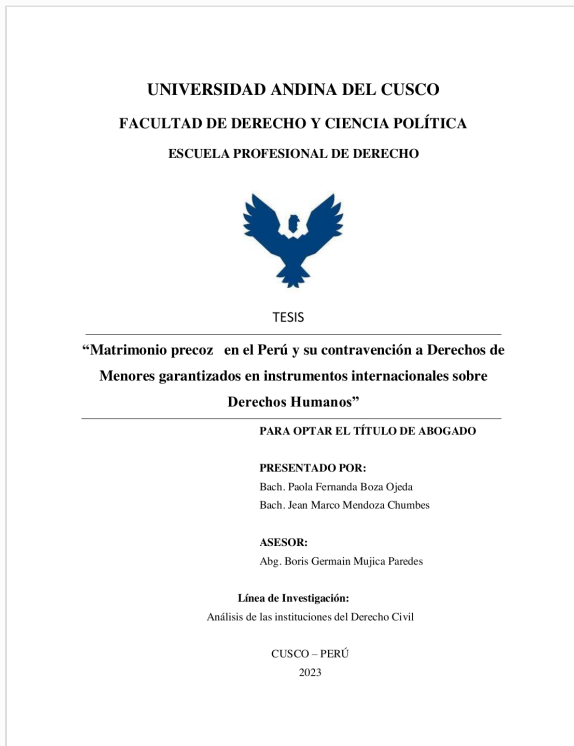 UNIVERSIDAD ANDINA DEL CUSCO
FACULTAD DE DERECHO Y CIENCIA POLÍTICA
ESCUELA PROFESIONAL DE DERECHO
TESIS
“Matrimonio precoz en el Perú y su contravención a Derechos de
Menores garantizados en instrumentos internacionales sobre
Derechos Humanos”
PARA OPTAR EL TÍTULO DE ABOGADO
PRESENTADO POR:
Bach. Paola Fernanda Boza Ojeda
Bach. Jean Marco Mendoza Chumbes
ASESOR:
Abg. Boris Germain Mujica Paredes
Línea de Investigación:
Análisis de las instituciones del Derecho Civil
CUSCO – PERÚ
2023